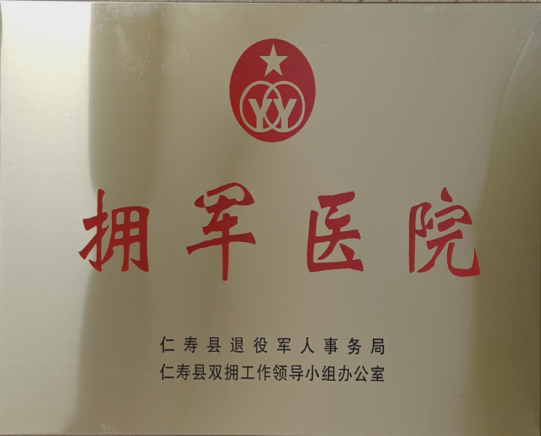 YY
拥军医院
仁寿县退役军人事务局
仁寿县双拥工作领导小组办公室